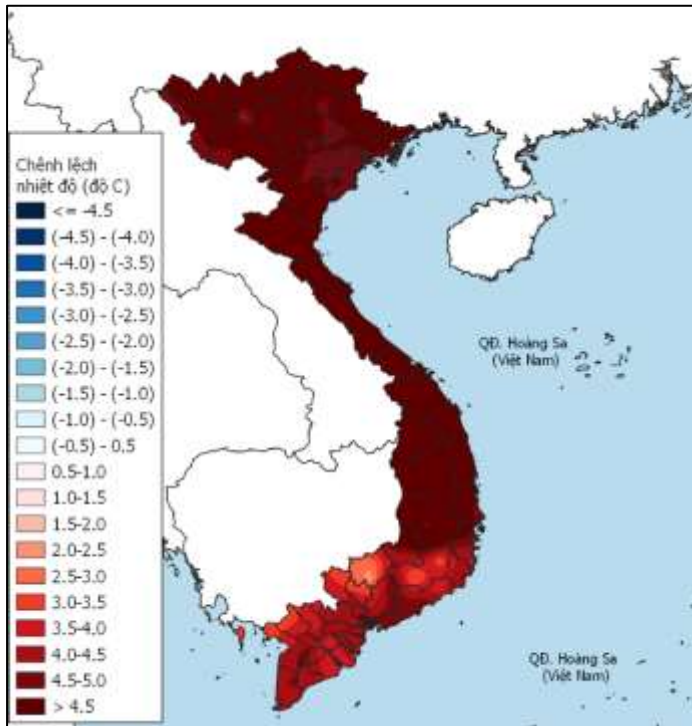 Chênh lệch
nhiệt độ (độ C)
<= -4.5
(-4.5) - (-4.0)
(-4.0) - (-3.5)
(-3.5) - (-3.0)
(-3.0) - (-2.5)
(-2.5) - (-2.0)
(-2.0) - (-1.5)
(-1.5) - (-1.0)
(-1.0) - (-0.5)
(-0.5) - 0.5
0.5-1.0
1.0-1.5
1.5-2.0
2.0-2.5
2.5-3.0
3.0-3.5
3.5-4.0
4.0-4.5
4.5-5.0
> 4.5
QĐ. Hoàng Sa
(Việt Nam)
QĐ. Hoàng Sa
(Việt Nam)